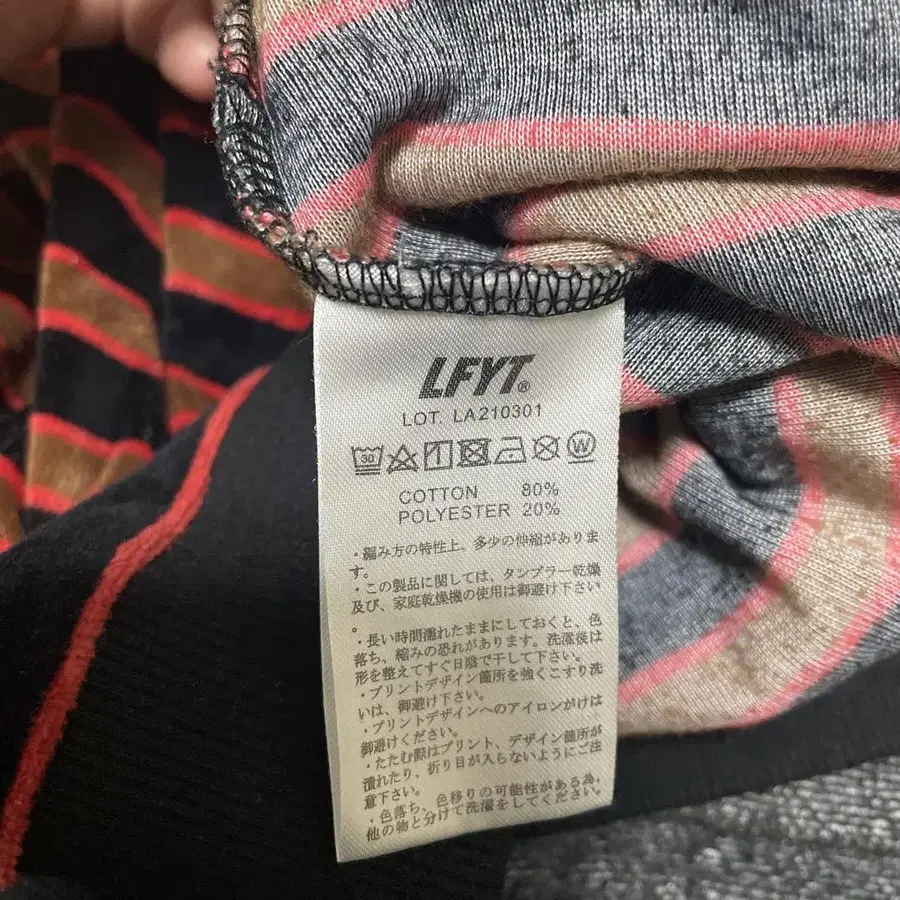 LFYT®
LOT. LA210301
30 W
COTTON 80%
POLYESTER 20%
・編み方の特性上、多少の伸縮がありま
す。
・この製品に関しては、タンブラー乾燥
及び、家庭乾燥機の使用は御避け下さい
。
・長い時間濡れたままにしておくと、色
落ち、縮みの恐れがあります。洗濯後は
形を整えてすぐ日陰で干して下さい。
・プリントデザイン箇所を強くこすり洗
いは、御避け下さい。
・プリントデザインへのアイロンがけは
御避けください。
・たたむ際はプリント、デザイン箇所が
潰れたり、折り目が入らないようにご注
意下さい。
・色落ち、色移りの可能性がある為、
他の物と分けて洗濯をしてください。